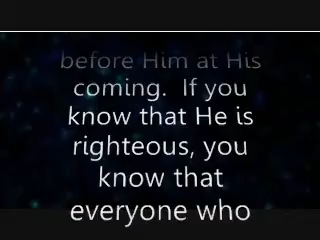 before Him at His
coming.  If you
know that He is
righteous, you
know that
everyone who